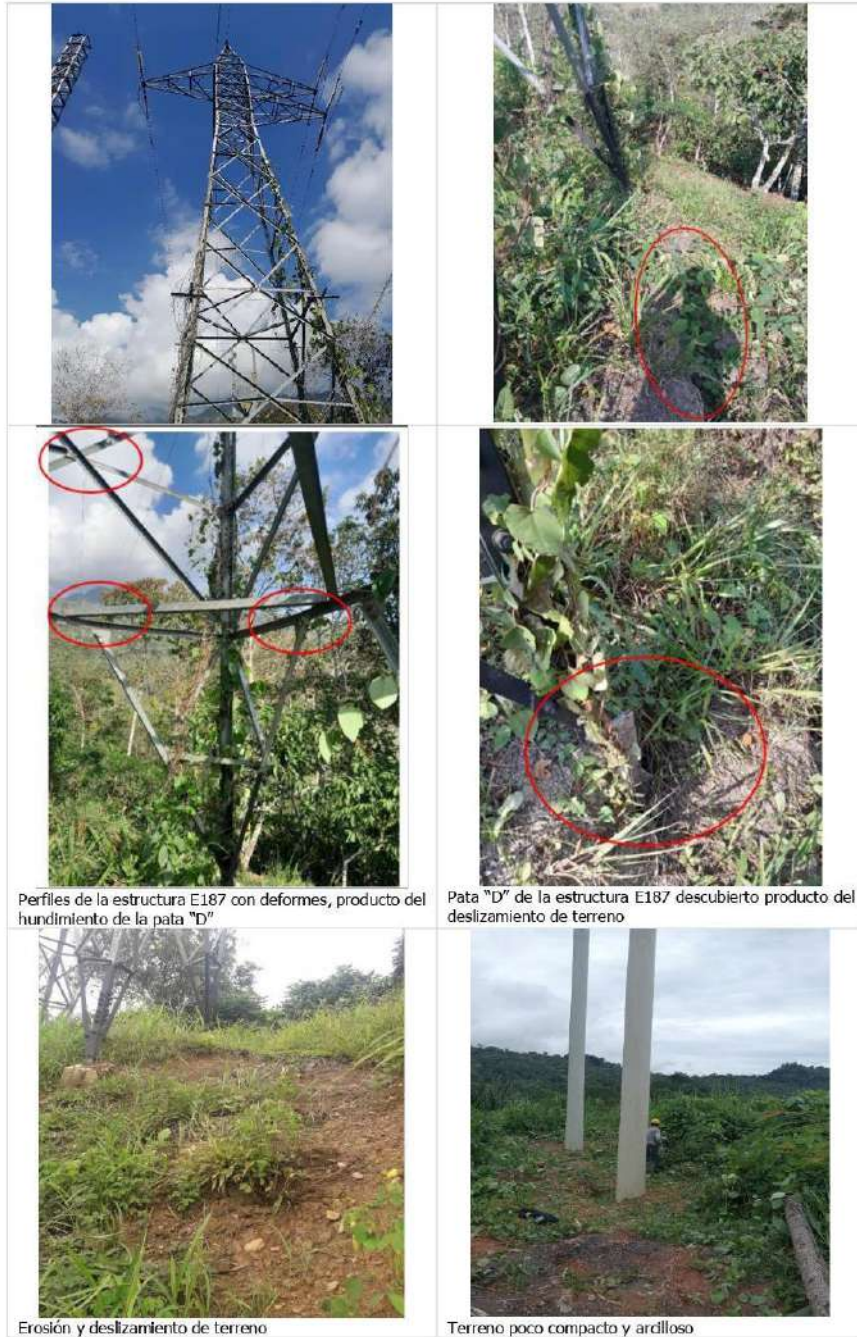 Perfiles de la estructura E187 con deformes, producto del
hundimiento de la pata "D"
Pata "D" de la estructura E187 descubierto producto del
deslizamiento de terreno
Erosión y deslizamiento de terreno
Terreno poco compacto y arcilloso